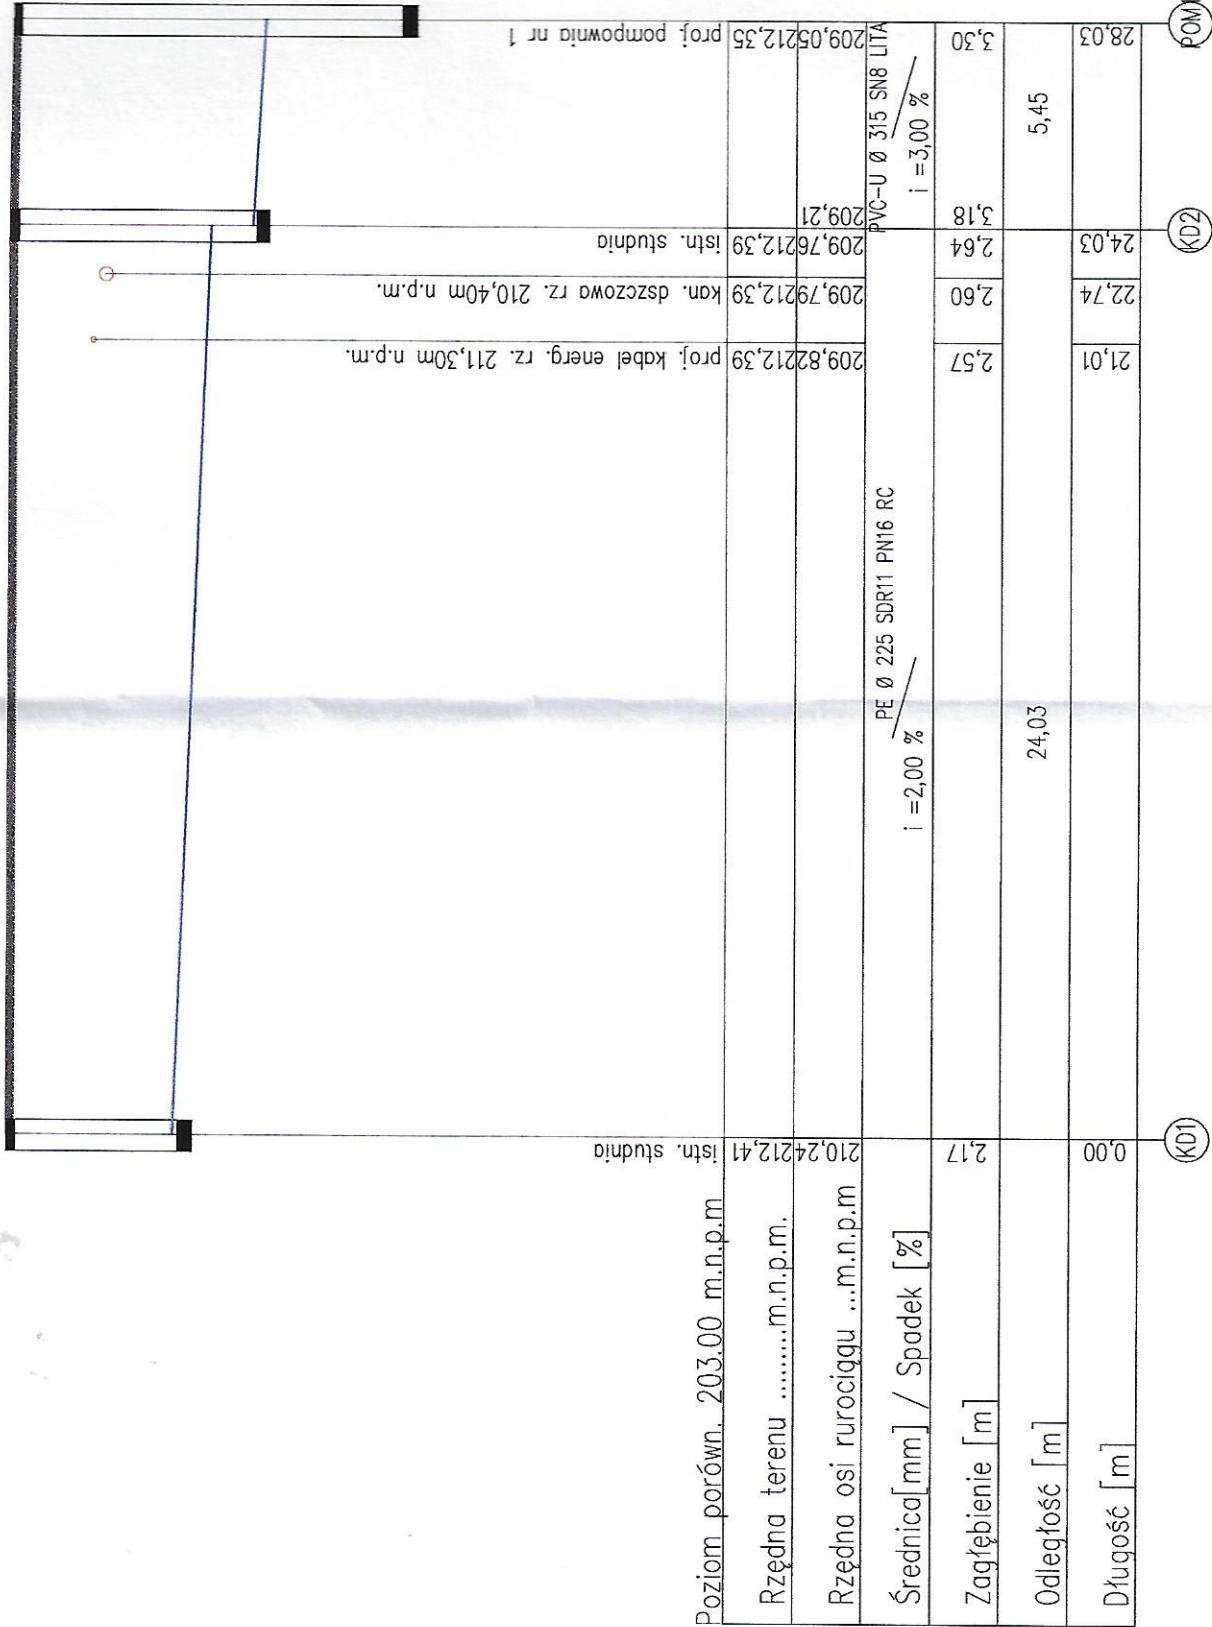 Poziom porówn. 203.00 m.n.p.m
istn. studnia
proj. kabel energ. rz. 211,30m n.p.m.
kan. dszczowa rz. 210,40m n.p.m.
istn. studnia
proj. pompownia nr 1
Rzędna terenu ..........m.n.p.m.
212,41
212,39
212,39
212,39
212,35
Rzędna osi rurociągu ...m.n.p.m
210,24
209,82
209,79
209,76
209,21
209,05
Średnica[mm] / Spadek [%]
PE Ø 225 SDR11 PN16 RC
i =2,00 %
PVC-U Ø 315 SN8 LITA
i =3,00 %
Zagłębienie [m]
2,17
2,57
2,60
2,64
3,18
3,30
Odległość [m]
24,03
5,45
Długość [m]
0,00
21,01
22,74
24,03
28,03
KD1
KD2
POM